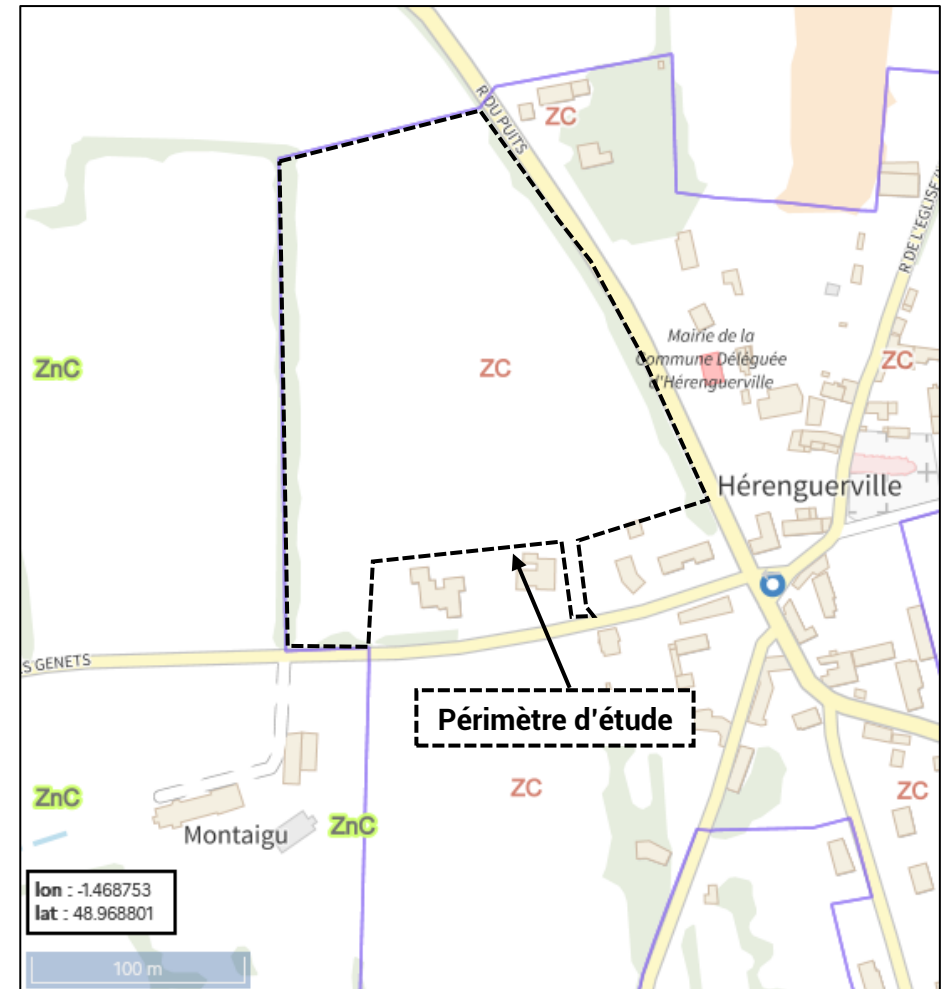 R DU PUITS
ZC
R DE L'EGLISE
Mairie de la
Commune Déléguée
d'Hérenguerville
ZnC
ZC
ZC
Hérenguerville
S GENETS
Périmètre d'étude
ZnC
ZC
ZC
Montaigu
ZnC
lon : -1.468753
lat : 48.968801
100 m